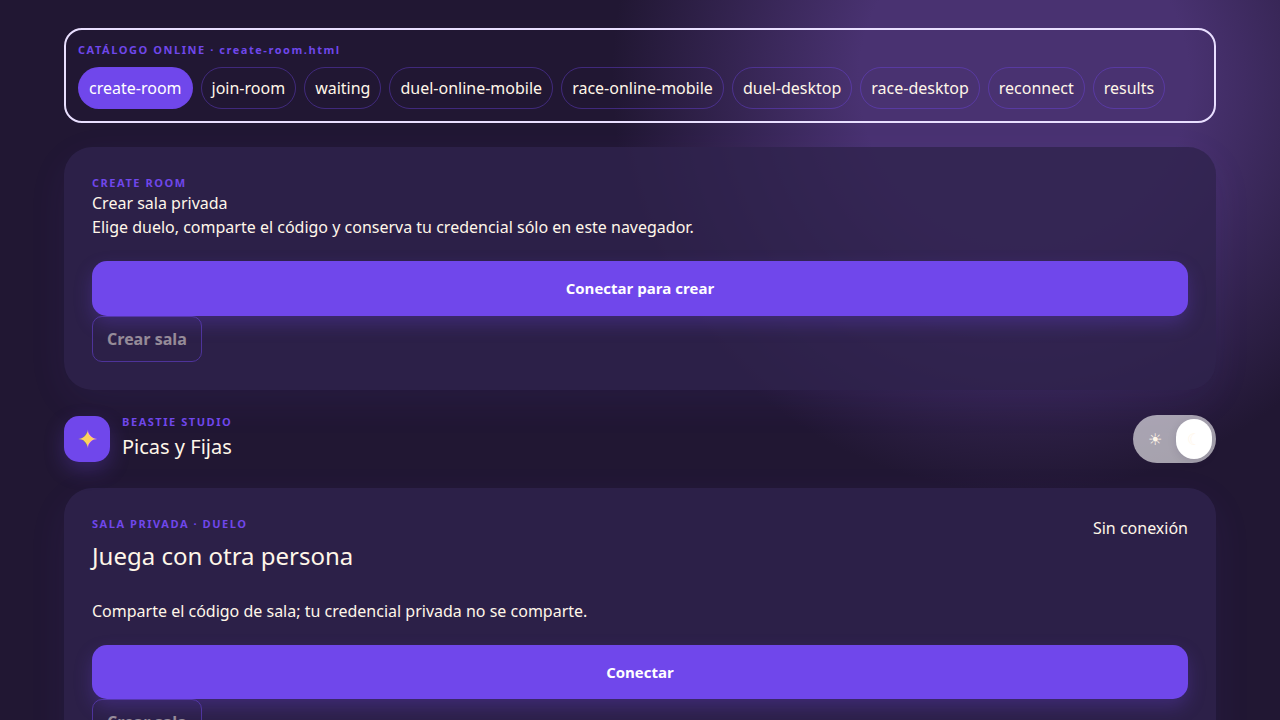 CATÁLOGO ONLINE · create-room.html
create-room join-room waiting duel-online-mobile race-online-mobile duel-desktop race-desktop reconnect results
CREATE ROOM
Crear sala privada
Elige duelo, comparte el código y conserva tu credencial sólo en este navegador.
Conectar para crear
Crear sala
BEASTIE STUDIO
Picas y Fijas
SALA PRIVADA · DUELO
Sin conexión
Juega con otra persona
Comparte el código de sala; tu credencial privada no se comparte.
Conectar
Crear sala